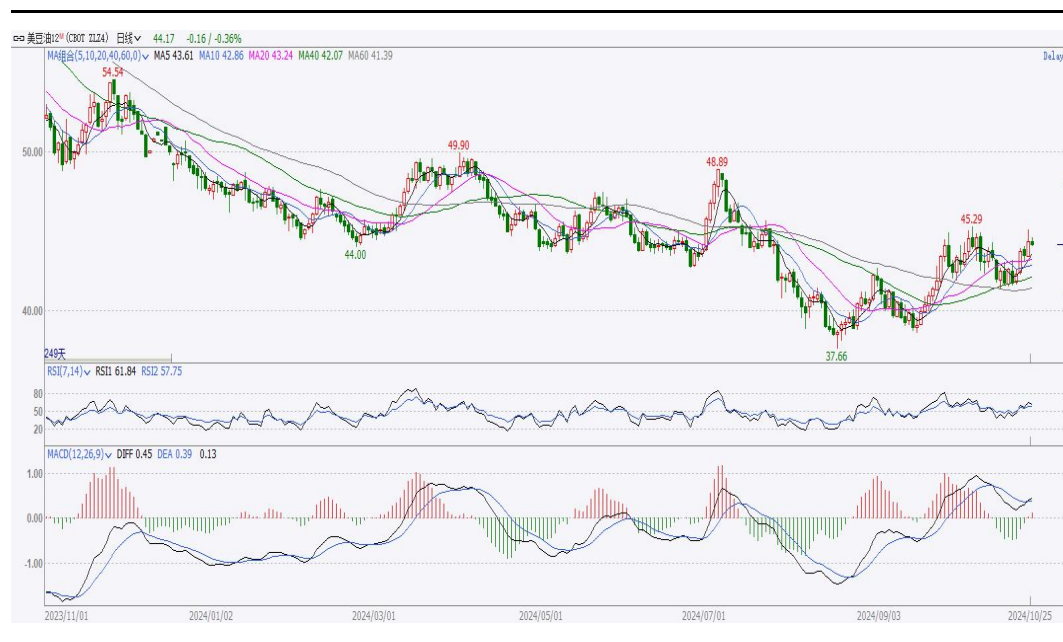 美豆油12M (CBOT ZLZ4) 日线 44.17 -0.16 / -0.36%
MA组合(5,10,20,40,60,0) MA5 43.61 MA10 42.86 MA20 43.24 MA40 42.07 MA60 41.39 Delay
54.54
50.00
49.90
48.89
45.29
44.00
40.00
37.66
249天
RSI(7,14) RSI1 61.84 RSI2 57.75
80
50
20
MACD(12,26,9) DIFF 0.45 DEA 0.39 0.13
1.00
0.00
-1.00
2023/11/01 2024/01/02 2024/03/01 2024/05/01 2024/07/01 2024/09/03 2024/10/25